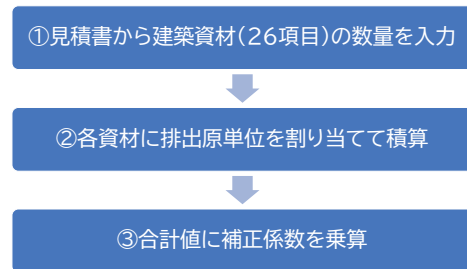 ①見積書から建築資材(26項目)の数量を入力
②各資材に排出原単位を割り当てて積算
③合計値に補正係数を乗算